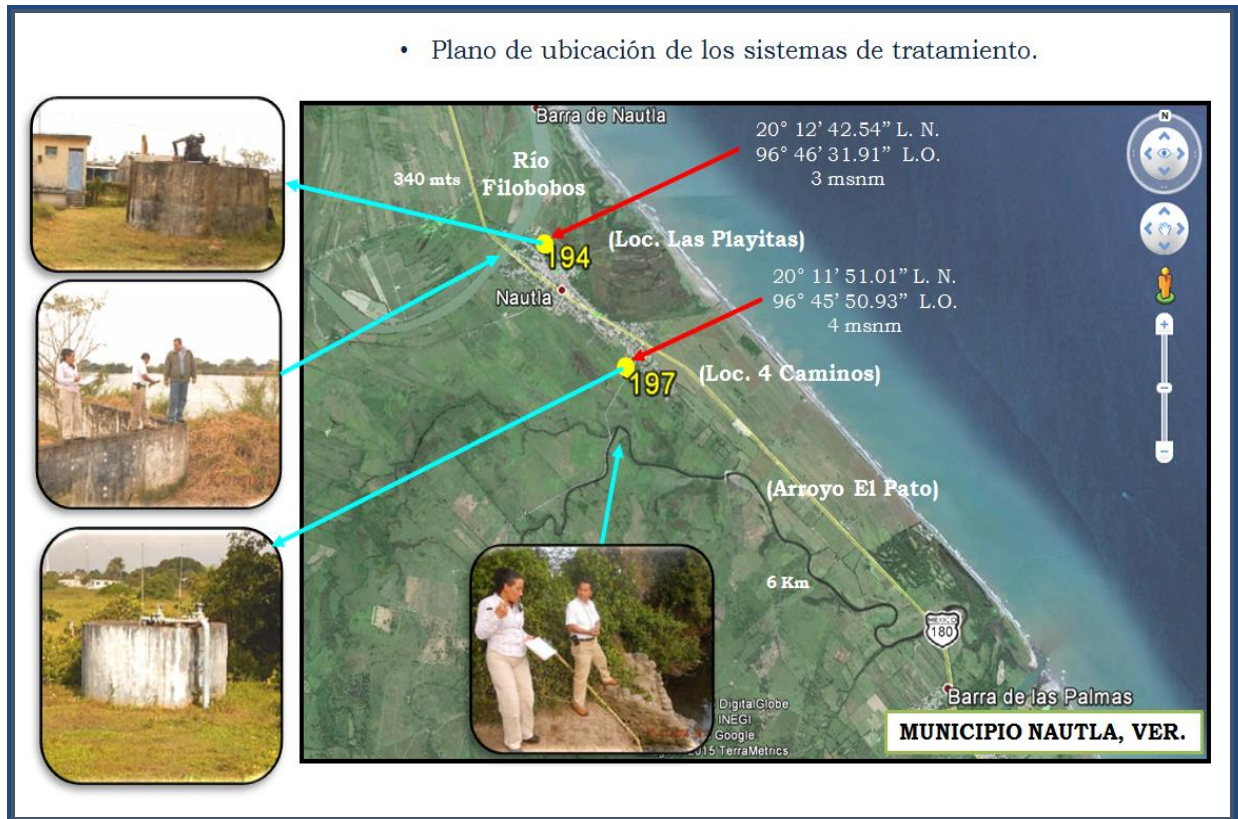 • Plano de ubicación de los sistemas de tratamiento.
Barra de Nautla
20° 12’ 42.54” L. N.
96° 46’ 31.91” L.O.
3 msnm
N
Río
Filobobos
340 mts
(Loc. Las Playitas)
194
Nautla
20° 11’ 51.01” L. N.
96° 45’ 50.93” L.O.
4 msnm
197
(Loc. 4 Caminos)
(Arroyo El Pato)
6 Km
MEXICO
180
Barra de las Palmas
DigitalGlobe
INEGI
Google
2015 TerraMetrics
MUNICIPIO NAUTLA, VER.